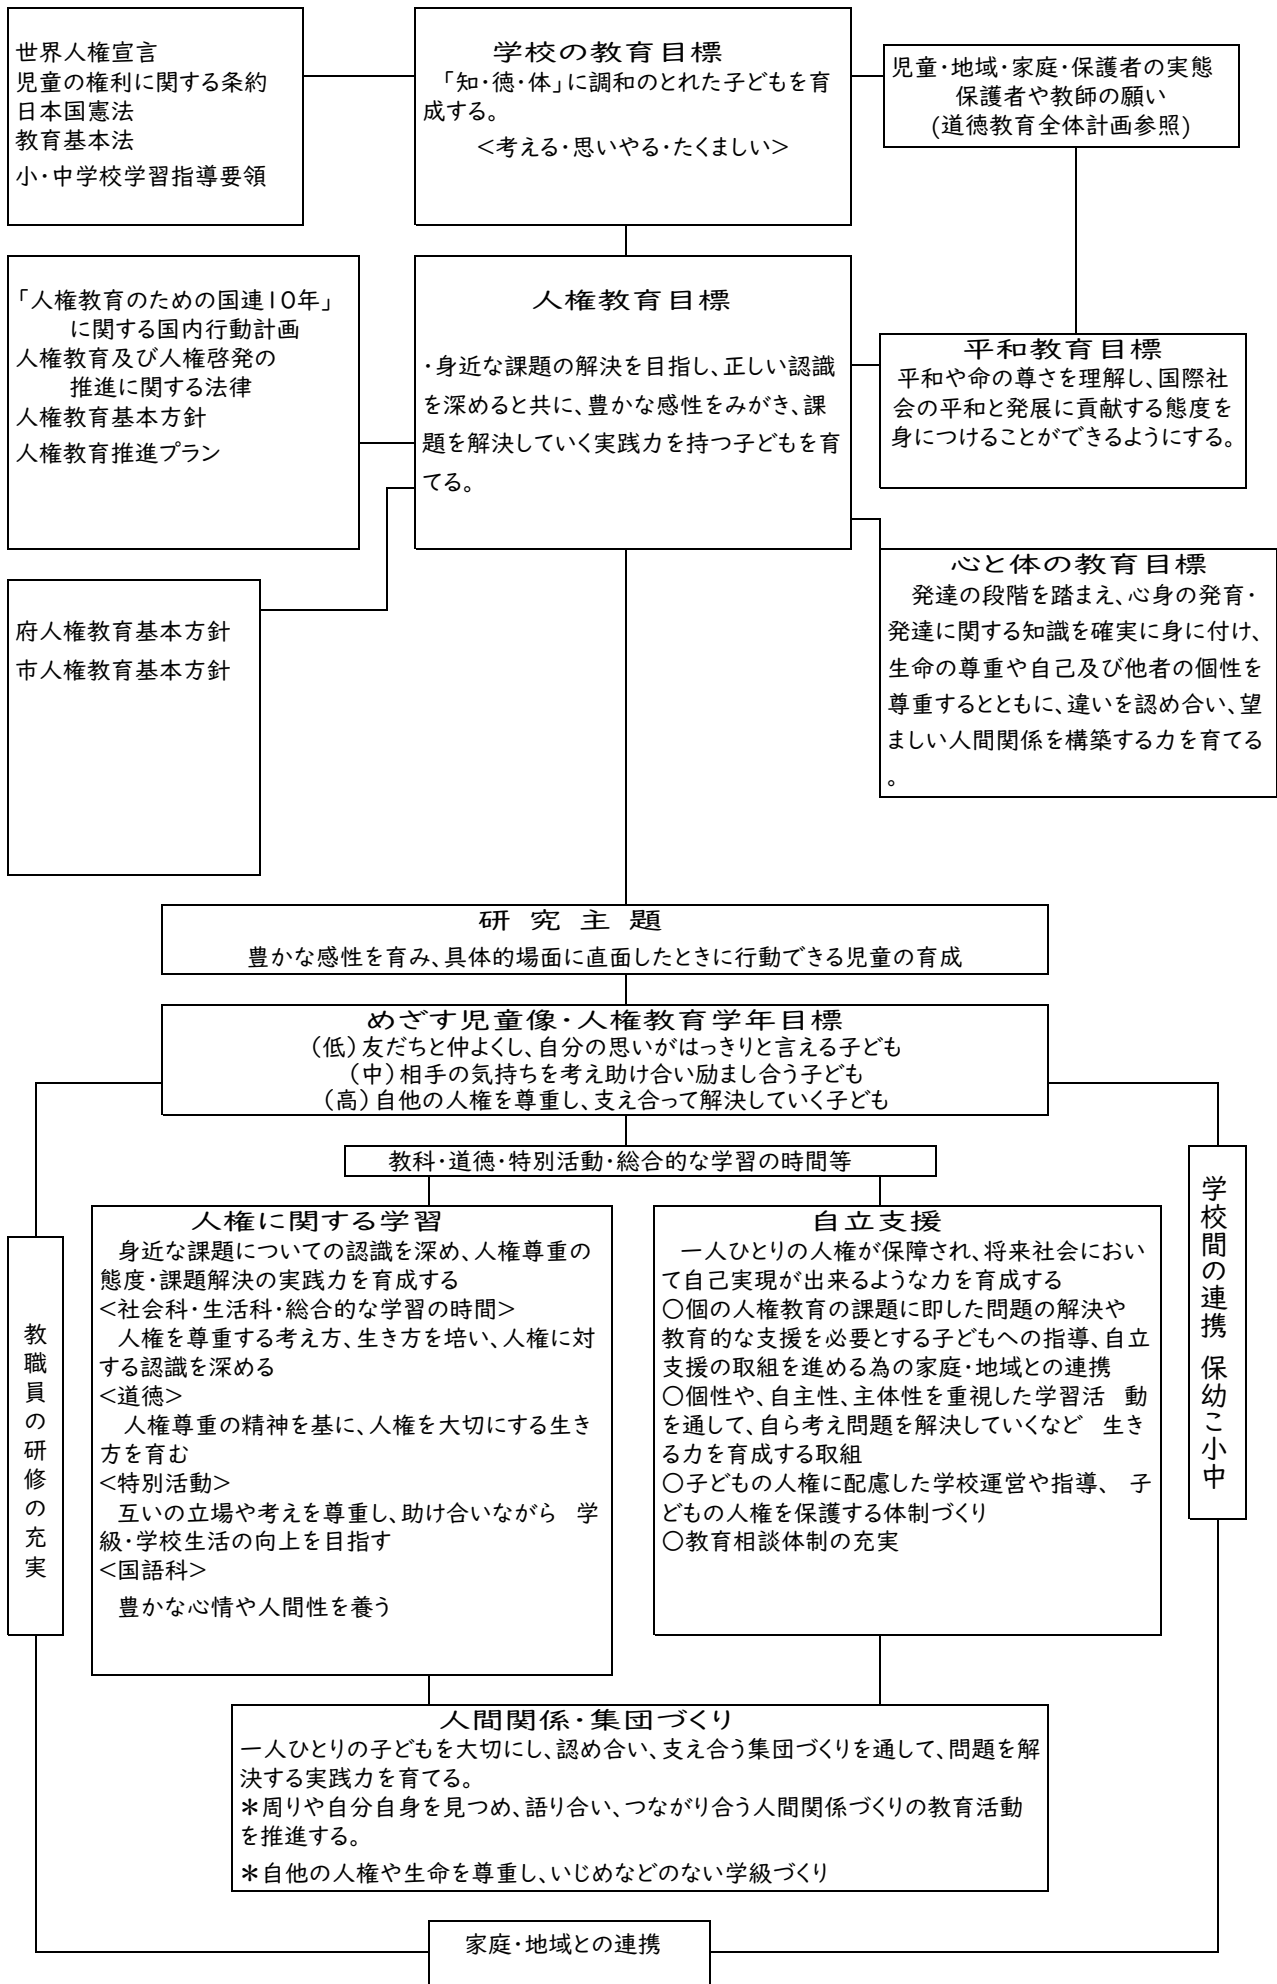 世界人権宣言
児童の権利に関する条約
日本国憲法
教育基本法
小・中学校学習指導要領
学校の教育目標
「知・徳・体」に調和のとれた子どもを育
成する。
<考える・思いやる・たくましい>
児童・地域・家庭・保護者の実態
保護者や教師の願い
(道徳教育全体計画参照)
「人権教育のための国連10年」
に関する国内行動計画
人権教育及び人権啓発の
推進に関する法律
人権教育基本方針
人権教育推進プラン
人権教育目標
・身近な課題の解決を目指し、正しい認識
を深めると共に、豊かな感性をみがき、課
題を解決していく実践力を持つ子どもを育
てる。
平和教育目標
平和や命の尊さを理解し、国際社
会の平和と発展に貢献する態度を
身につけることができるようにする。
心と体の教育目標
発達の段階を踏まえ、心身の発育・
発達に関する知識を確実に身に付け、
生命の尊重や自己及び他者の個性を
尊重するとともに、違いを認め合い、望
ましい人間関係を構築する力を育てる
。
府人権教育基本方針
市人権教育基本方針
研 究 主 題
豊かな感性を育み、具体的場面に直面したときに行動できる児童の育成
めざす児童像・人権教育学年目標
(低)友だちと仲よくし、自分の思いがはっきりと言える子ども
(中)相手の気持ちを考え助け合い励まし合う子ども
(高)自他の人権を尊重し、支え合って解決していく子ども
教科・道徳・特別活動・総合的な学習の時間等
教職員の研修の充実
人権に関する学習
身近な課題についての認識を深め、人権尊重の
態度・課題解決の実践力を育成する
<社会科・生活科・総合的な学習の時間>
人権を尊重する考え方、生き方を培い、人権に対
する認識を深める
<道徳>
人権尊重の精神を基に、人権を大切にする生き
方を育む
<特別活動>
互いの立場や考えを尊重し、助け合いながら 学
級・学校生活の向上を目指す
<国語科>
豊かな心情や人間性を養う
自立支援
一人ひとりの人権が保障され、将来社会におい
て自己実現が出来るような力を育成する
○個の人権教育の課題に即した問題の解決や
教育的な支援を必要とする子どもへの指導、自立
支援の取組を進める為の家庭・地域との連携
○個性や、自主性、主体性を重視した学習活 動
を通して、自ら考え問題を解決していくなど 生き
る力を育成する取組
○子どもの人権に配慮した学校運営や指導、 子
どもの人権を保護する体制づくり
○教育相談体制の充実
学校間の連携 保幼こ小中
人間関係・集団づくり
一人ひとりの子どもを大切にし、認め合い、支え合う集団づくりを通して、問題を解
決する実践力を育てる。
*周りや自分自身を見つめ、語り合い、つながり合う人間関係づくりの教育活動
を推進する。
*自他の人権や生命を尊重し、いじめなどのない学級づくり
家庭・地域との連携